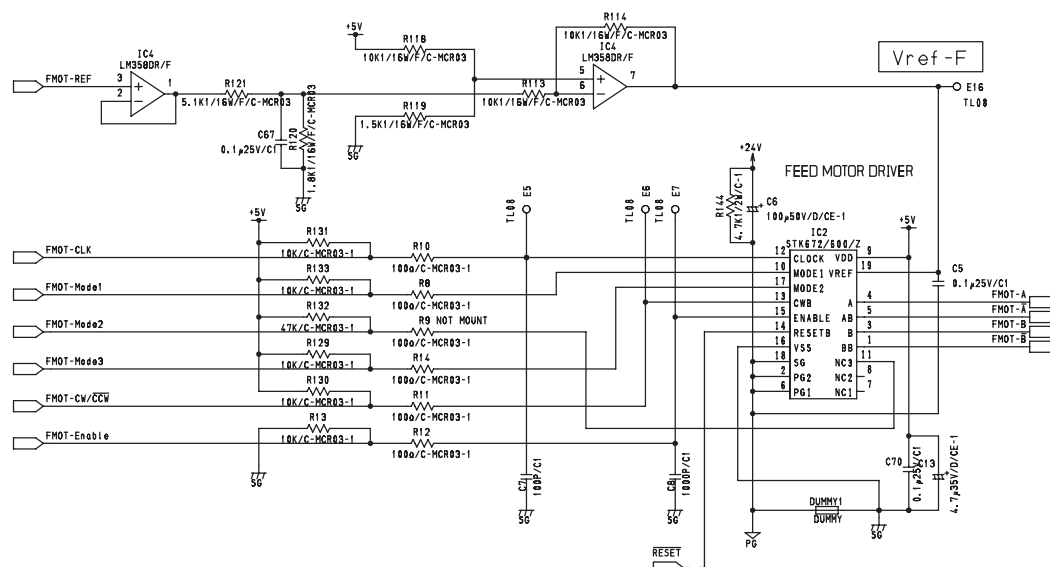 R114
+5V
R118
10K1/16W/F/C-MCR03
10K1/16W/F/C-MCR03
IC4
LM358DR/F
IC4
LM358DR/F
Vref-F
FMOT-REF
3
2
1
R121
5.1K1/16W/F/C-MCR03
5
6
7
R113
10K1/16W/F/C-MCR03
E16
TL08
R119
1.5K1/16W/F/C-MCR03
SG
C67
0.1μ25V/C1
R120
1.8K1/16W/F/C-MCR03
SG
+24V
FEED MOTOR DRIVER
R144
4.7K1/2W/C-1
C6
100μ50V/D/CE-1
+5V
+5V
TL08
E5
TL08
E6
TL08
E7
IC2
STK672/600/Z
FMOT-CLK
R131
10K/C-MCR03-1
R10
100o/C-MCR03-1
FMOT-Mode1
R133
10K/C-MCR03-1
R8
100o/C-MCR03-1
FMOT-Mode2
R132
47K/C-MCR03-1
R9 NOT MOUNT
100o/C-MCR03-1
FMOT-Mode3
R129
10K/C-MCR03-1
R14
100o/C-MCR03-1
FMOT-CW/CCW
R130
10K/C-MCR03-1
R11
100o/C-MCR03-1
FMOT-Enable
R13
10K/C-MCR03-1
R12
100o/C-MCR03-1
12 CLOCK VDD 9
10 MODE1 VREF 19
17 MODE2
13 CWB A 4
15 ENABLE AB 5
14 RESETB B 3
16 VSS BB 1
18 SG NC3 11
2 PG2 NC2 8
6 PG1 NC1 7
C5
0.1μ25V/C1
FMOT-A
FMOT-A
FMOT-B
FMOT-B
SG
C7
100P/C1
SG
C8
1000P/C1
SG
C70
0.1μ25V/C1
C13
4.7μ35V/D/CE-1
DUMMY1
DUMMY
PG
SG
RESET